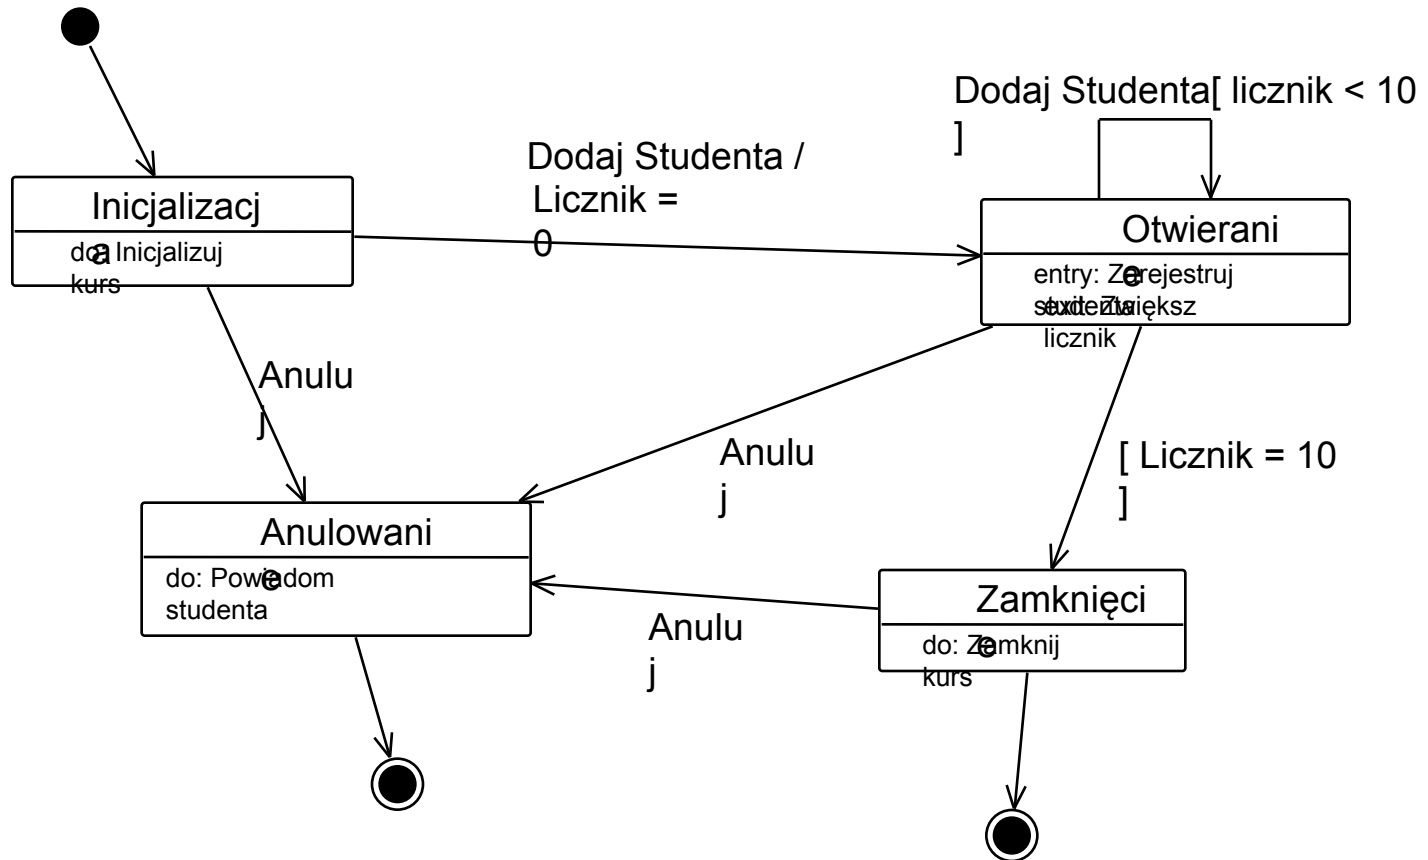 Dodaj Studenta[ licznik < 10
]
Dodaj Studenta /
Licznik =
0
Inicjalizacj
a
do: Inicjalizuj
kurs
Otwierani
e
entry: Zarejestruj
studenta
exit: Zwiększ
licznik
Anulu
j
Anulu
j
[ Licznik = 10
]
Anulowani
e
do: Powiadom
studenta
Zamknięci
e
do: Zamknij
kurs
Anulu
j